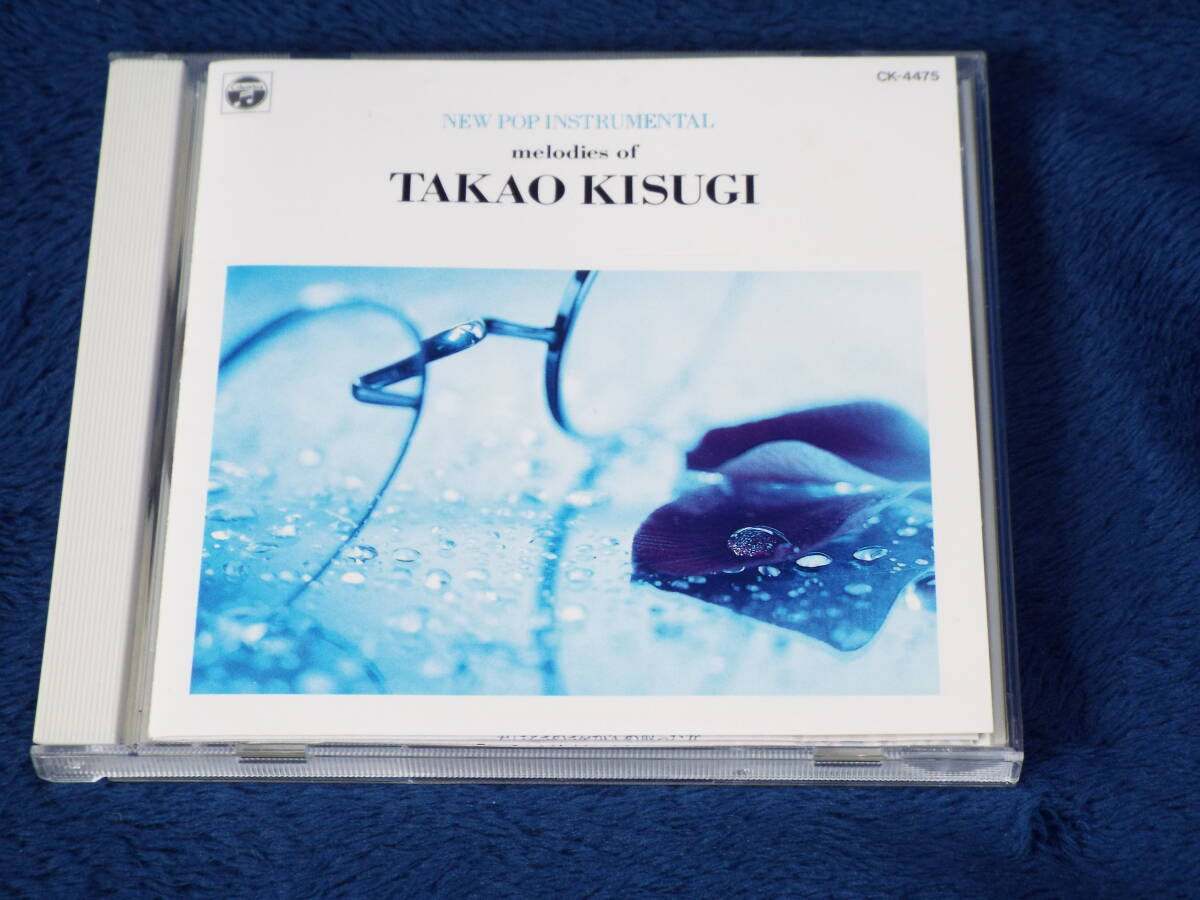 CK-4475
NEW POP INSTRUMENTAL
melodies of
TAKAO KISUGI